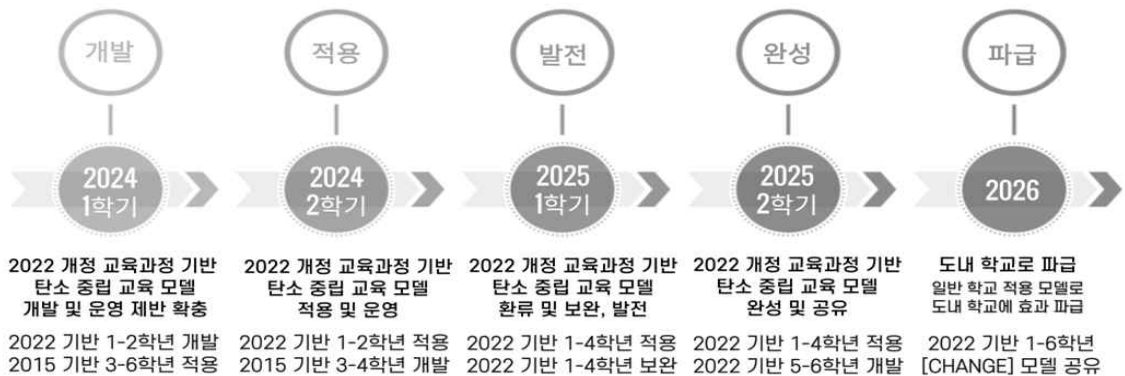 개발
적용
발전
완성
파급
2024
1학기
2024
2학기
2025
1학기
2025
2학기
2026
2022 개정 교육과정 기반
탄소 중립 교육 모델
개발 및 운영 제반 확충
2022 기반 1-2학년 개발
2015 기반 3-6학년 적용
2022 개정 교육과정 기반
탄소 중립 교육 모델
적용 및 운영
2022 기반 1-2학년 적용
2015 기반 3-4학년 개발
2022 개정 교육과정 기반
탄소 중립 교육 모델
환류 및 보완, 발전
2022 기반 1-4학년 적용
2022 기반 1-4학년 보완
2022 개정 교육과정 기반
탄소 중립 교육 모델
완성 및 공유
2022 기반 1-4학년 적용
2022 기반 5-6학년 개발
도내 학교로 파급
일반 학교 적용 모델로
도내 학교에 효과 파급
2022 기반 1-6학년
[CHANGE] 모델 공유